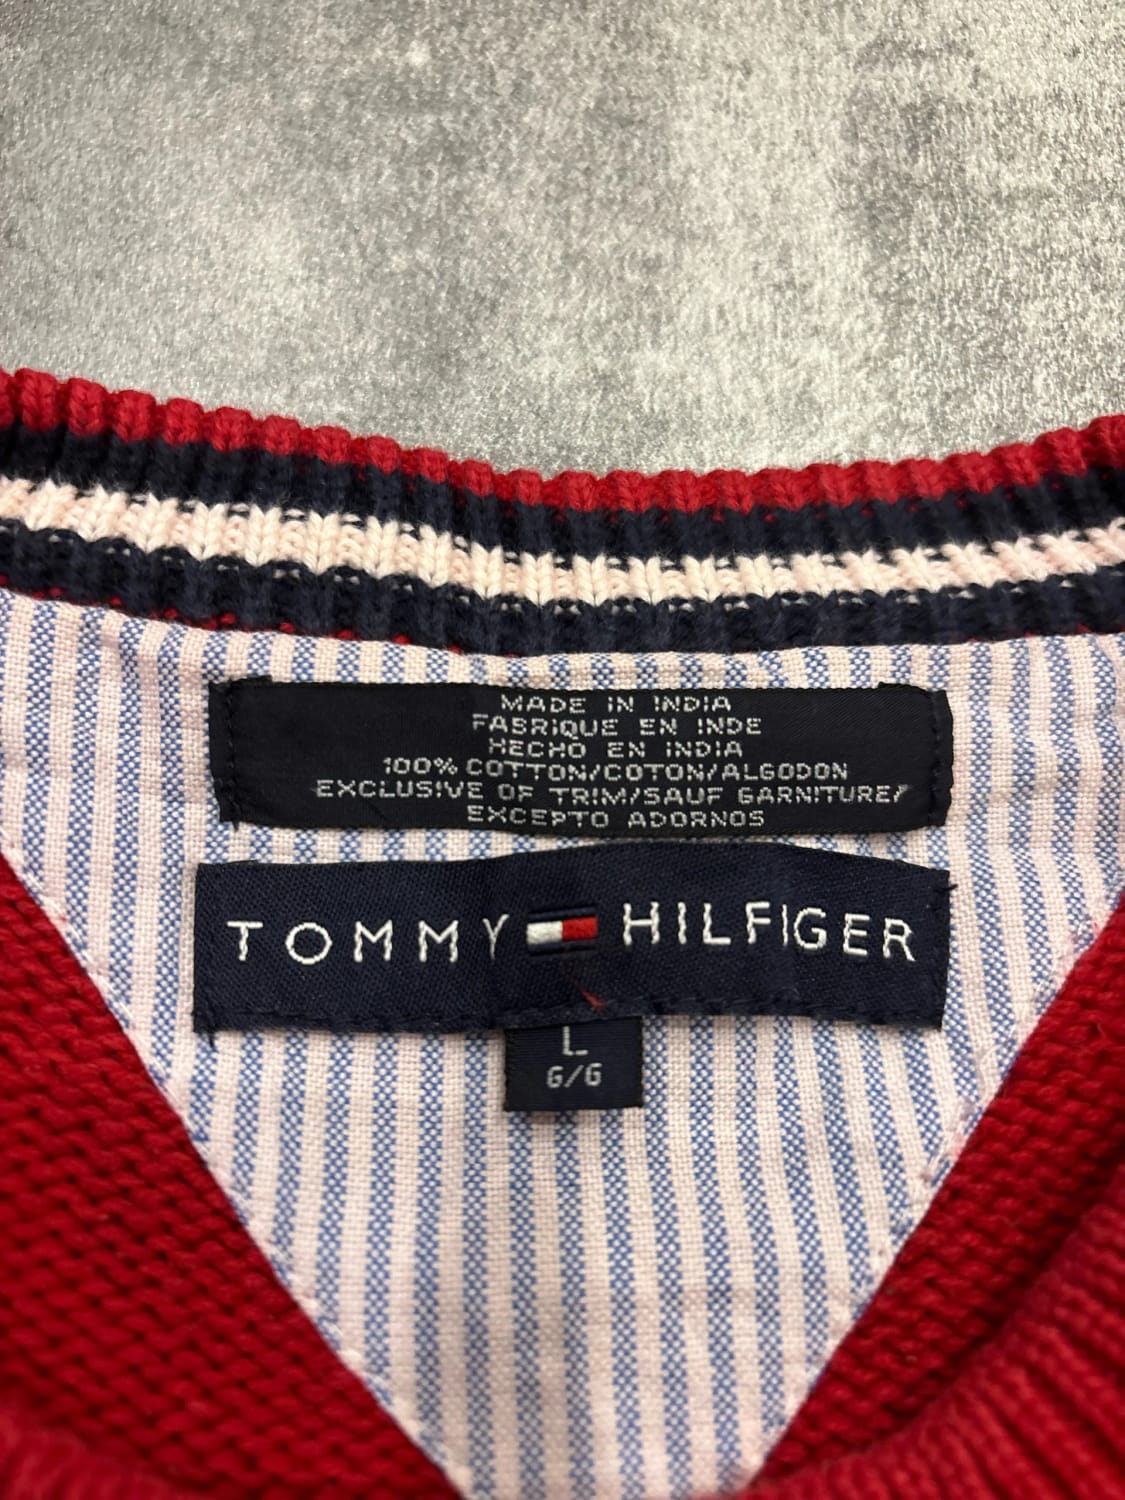 MADE IN INDIA
FABRIQUE EN INDE
HECHO EN INDIA
100% COTTON/COTON/ALGODON
EXCLUSIVE OF TRIM/SAUF GARNITURE/
EXCEPTO ADORNOS
TOMMY HILFIGER
L
G/G